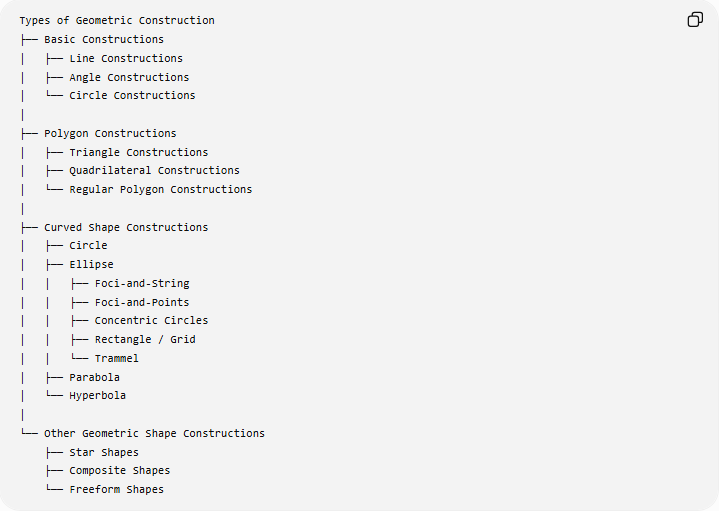 Types of Geometric Construction
├── Basic Constructions
│   ├── Line Constructions
│   ├── Angle Constructions
│   └── Circle Constructions
│
├── Polygon Constructions
│   ├── Triangle Constructions
│   ├── Quadrilateral Constructions
│   └── Regular Polygon Constructions
│
├── Curved Shape Constructions
│   ├── Circle
│   ├── Ellipse
│   │   ├── Foci-and-String
│   │   ├── Foci-and-Points
│   │   ├── Concentric Circles
│   │   ├── Rectangle / Grid
│   │   └── Trammel
│   ├── Parabola
│   └── Hyperbola
│
└── Other Geometric Shape Constructions
    ├── Star Shapes
    ├── Composite Shapes
    └── Freeform Shapes